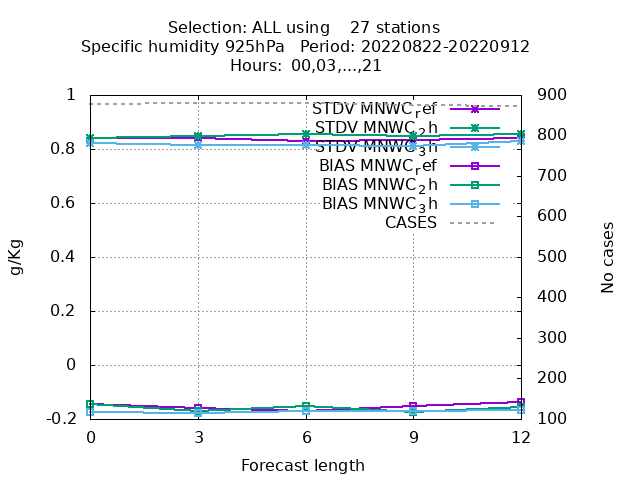 Selection: ALL using    27 stations
Specific humidity 925hPa   Period: 20220822-20220912
Hours:  00,03,...,21
1
0.8
0.6
0.4
0.2
0
-0.2
900
800
700
600
500
400
300
200
100
STDV MNWC_ref
STDV MNWC_2h
STDV MNWC_3h
BIAS MNWC_ref
BIAS MNWC_2h
BIAS MNWC_3h
CASES
g/Kg
No cases
0 3 6 9 12
Forecast length